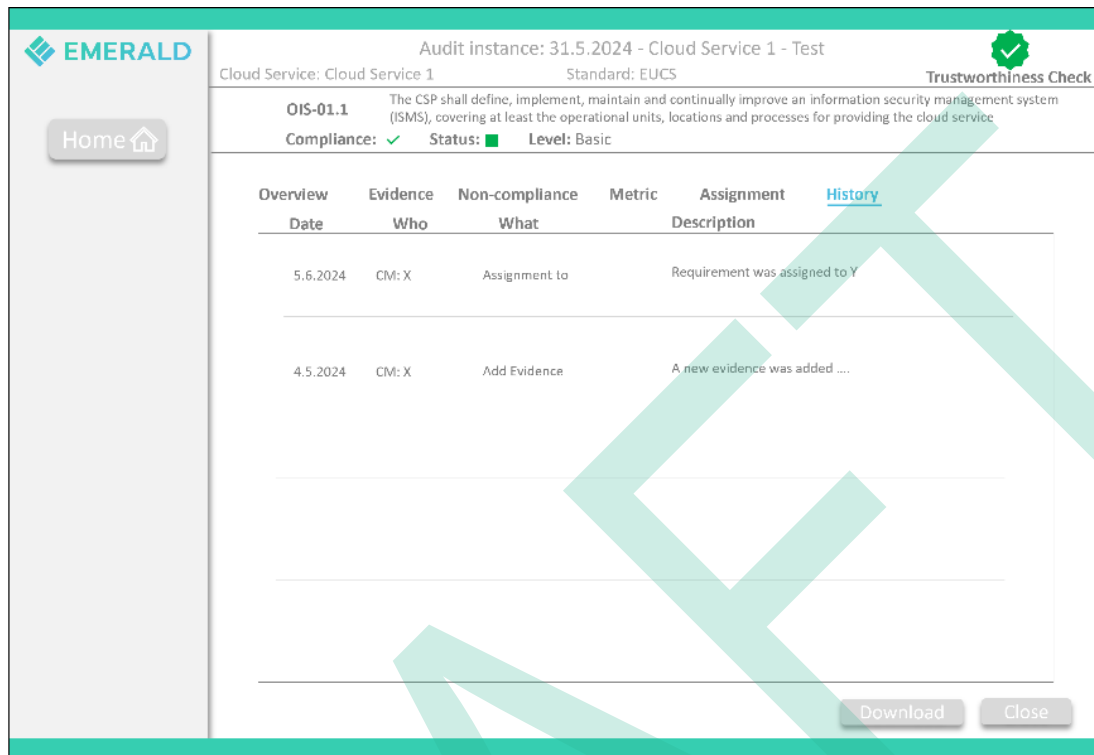 EMERALD
Audit instance: 31.5.2024 - Cloud Service 1 - Test
Cloud Service: Cloud Service 1 Standard: EUCS Trustworthiness Check
Home
OIS-01.1 The CSP shall define, implement, maintain and continually improve an information security management system
(ISMS), covering at least the operational units, locations and processes for providing the cloud service
Compliance: ✓ Status: Level: Basic
Overview Evidence Non-compliance Metric Assignment History
Date Who What Description
5.6.2024 CM: X Assignment to Requirement was assigned to Y
4.5.2024 CM: X Add Evidence A new evidence was added ....
Download Close